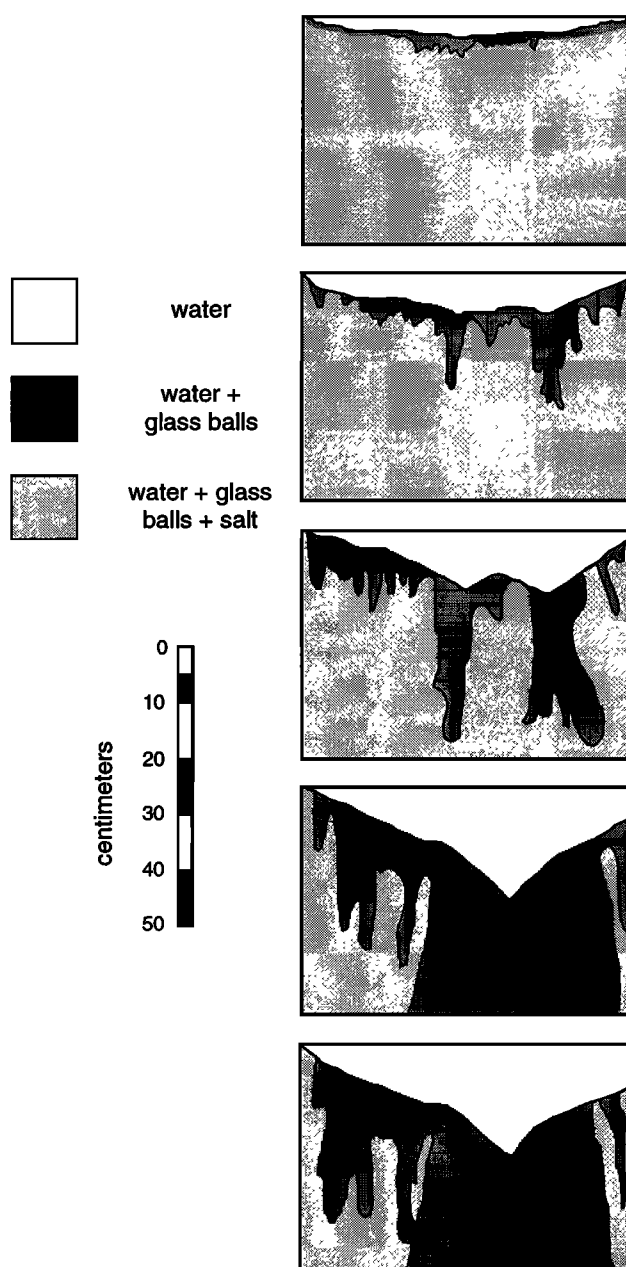 water
water +
glass balls
water + glass
balls + salt
0
10
20
30
40
50
centimeters